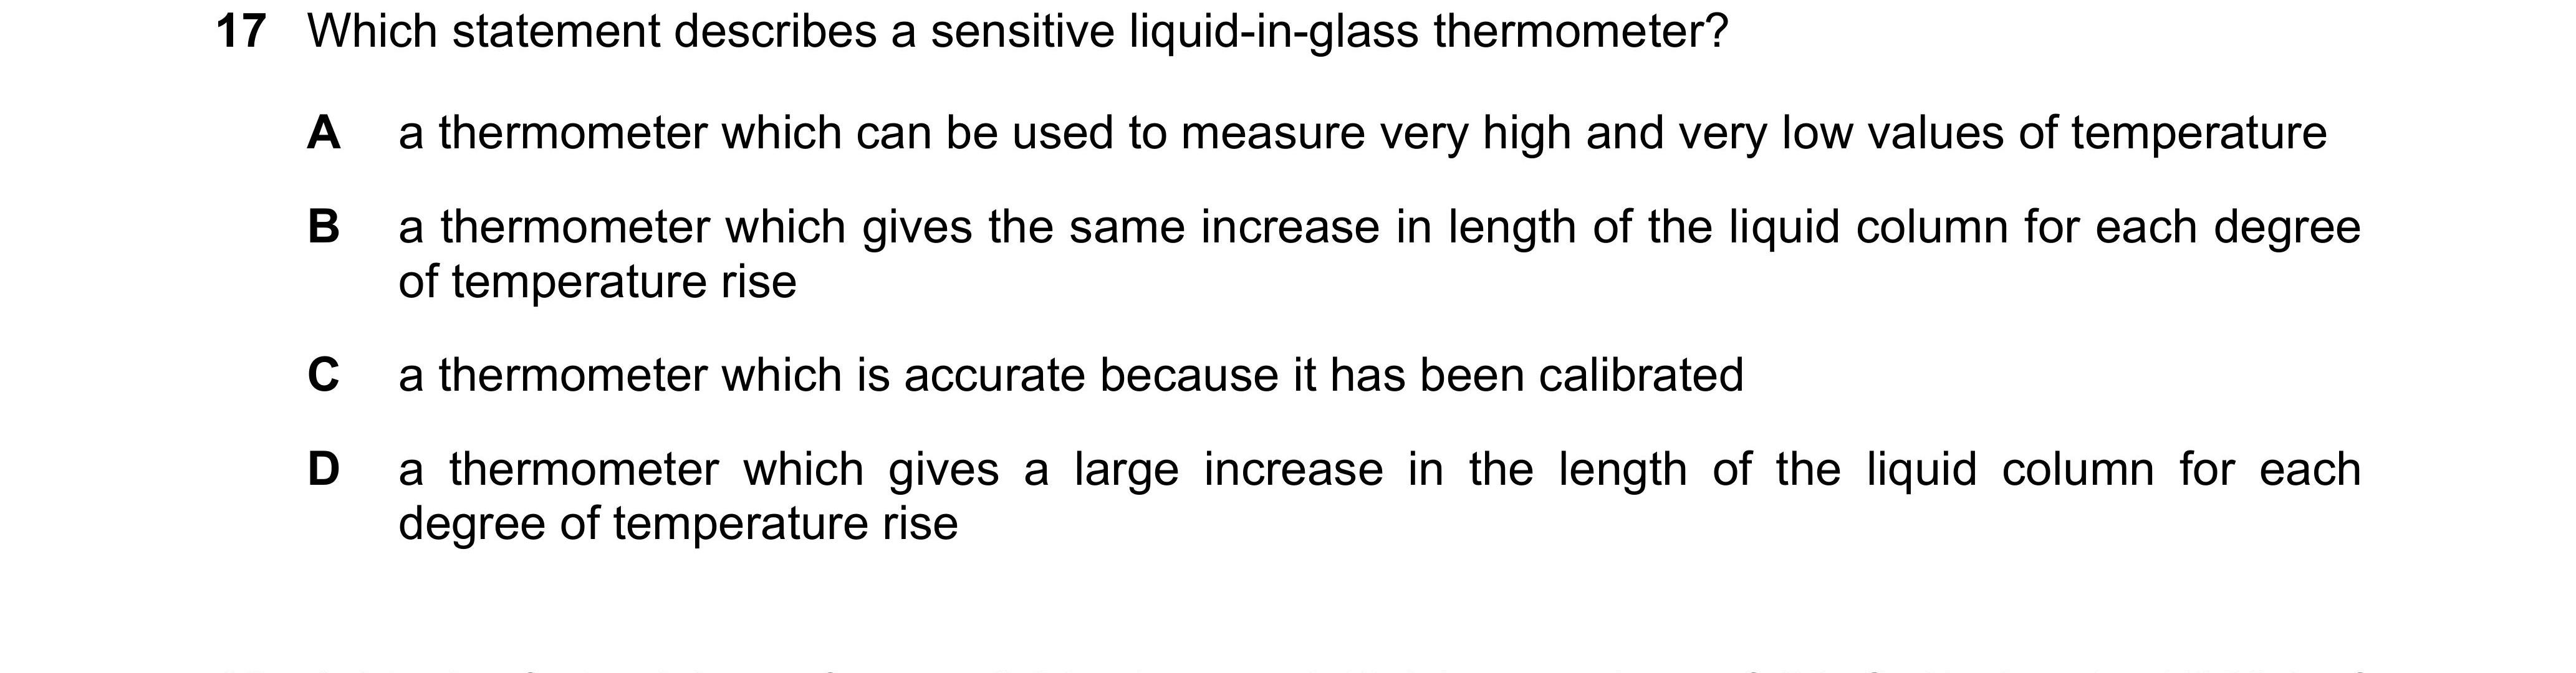 17 Which statement describes a sensitive liquid-in-glass thermometer?
A a thermometer which can be used to measure very high and very low values of temperature
B a thermometer which gives the same increase in length of the liquid column for each degree
of temperature rise
C a thermometer which is accurate because it has been calibrated
D a thermometer which gives a large increase in the length of the liquid column for each
degree of temperature rise